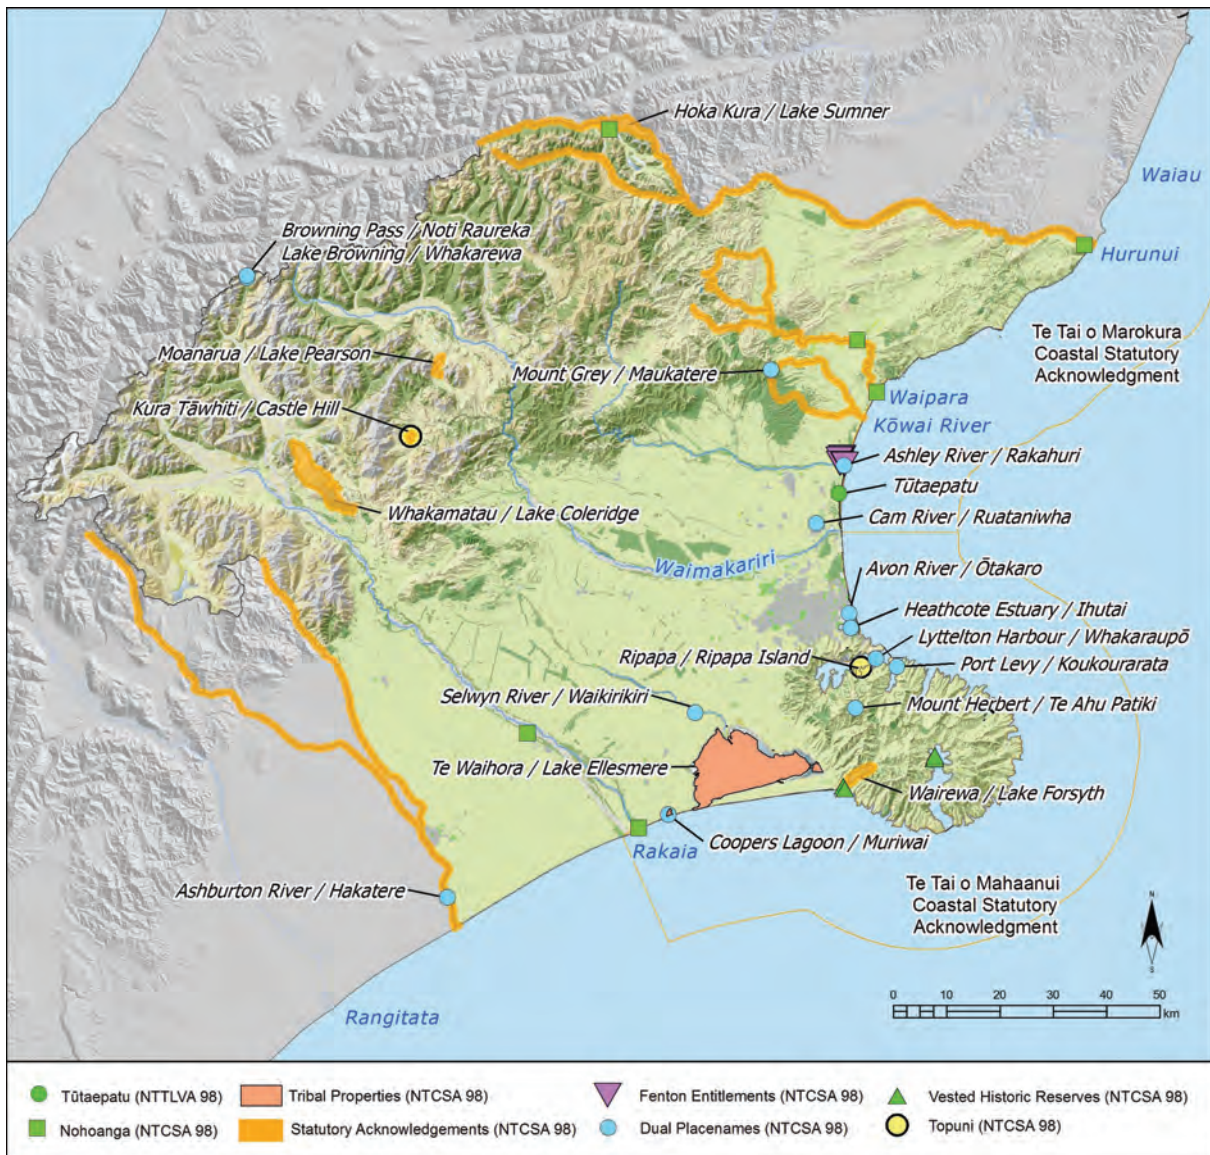 Hoka Kura / Lake Sumner
Waiau
Browning Pass / Noti Raureka
Lake Browning / Whakarewa
Hurunui
Te Tai o Marokura
Coastal Statutory
Acknowledgment
Moanarua / Lake Pearson
Mount Grey / Maukatere
Kura Tāwhiti / Castle Hill
Waipara
Kōwai River
Ashley River / Rakahuri
Tūtaepatu
Whakamatau / Lake Coleridge
Cam River / Ruataniwha
Waimakariri
Avon River / Ōtakaro
Heathcote Estuary / Ihutai
Lyttelton Harbour / Whakaraupō
Ripapa / Ripapa Island
Port Levy / Koukourarata
Selwyn River / Waikirikiri
Mount Herbert / Te Ahu Patiki
Te Waihora / Lake Ellesmere
Wairewa / Lake Forsyth
Coopers Lagoon / Muriwai
Rakaia
Ashburton River / Hakatere
Te Tai o Mahaanui
Coastal Statutory
Acknowledgment
N
S
0 10 20 30 40 50
km
Rangitata
Tūtaepatu (NTTLVA 98)
Tribal Properties (NTCSA 98)
Fenton Entitlements (NTCSA 98)
Vested Historic Reserves (NTCSA 98)
Nohoanga (NTCSA 98)
Statutory Acknowledgements (NTCSA 98)
Dual Placenames (NTCSA 98)
Topuni (NTCSA 98)